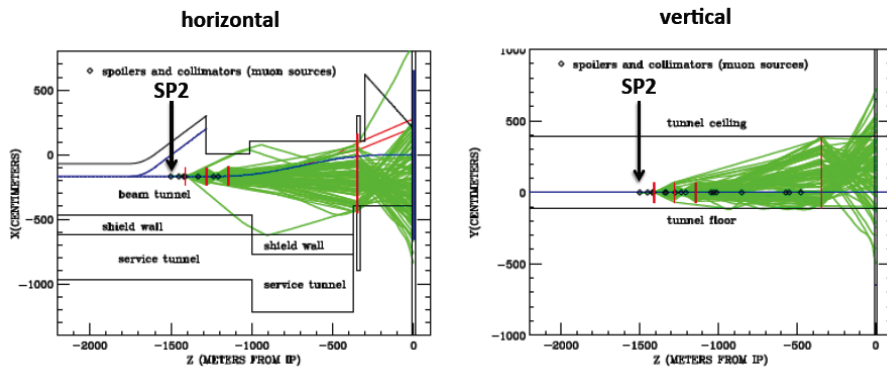 horizontal
500
0
−500
−1000
X(CENTIMETERS)
spoilers and collimators (muon sources)
SP2
beam tunnel
shield wall
shield wall
service tunnel
service tunnel
−2000 −1500 −1000 −500 0
Z (METERS FROM IP)
vertical
1000
500
0
−500
−1000
Y(CENTIMETERS)
spoilers and collimators (muon sources)
SP2
tunnel ceiling
tunnel floor
−2000 −1500 −1000 −500 0
Z (METERS FROM IP)